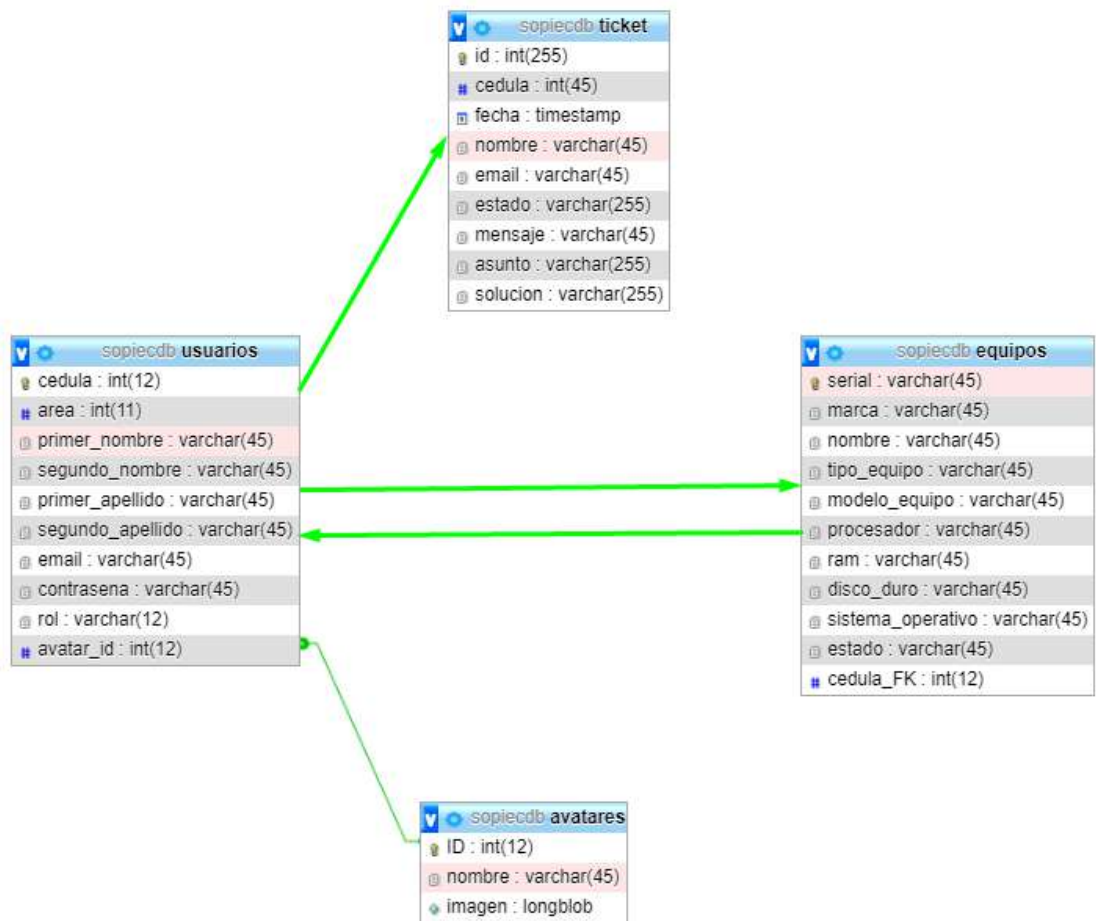 sopiecdb ticket
id : int(255)
cedula : int(45)
fecha : timestamp
nombre : varchar(45)
email : varchar(45)
estado : varchar(255)
mensaje : varchar(45)
asunto : varchar(255)
solucion : varchar(255)
sopiecdb usuarios
cedula : int(12)
area : int(11)
primer_nombre : varchar(45)
segundo_nombre : varchar(45)
primer_apellido : varchar(45)
segundo_apellido : varchar(45)
email : varchar(45)
contrasena : varchar(45)
rol : varchar(12)
avatar_id : int(12)
sopiecdb equipos
serial : varchar(45)
marca : varchar(45)
nombre : varchar(45)
tipo_equipo : varchar(45)
modelo_equipo : varchar(45)
procesador : varchar(45)
ram : varchar(45)
disco_duro : varchar(45)
sistema_operativo : varchar(45)
estado : varchar(45)
cedula_FK : int(12)
sopiecdb avatares
ID : int(12)
nombre : varchar(45)
imagen : longblob